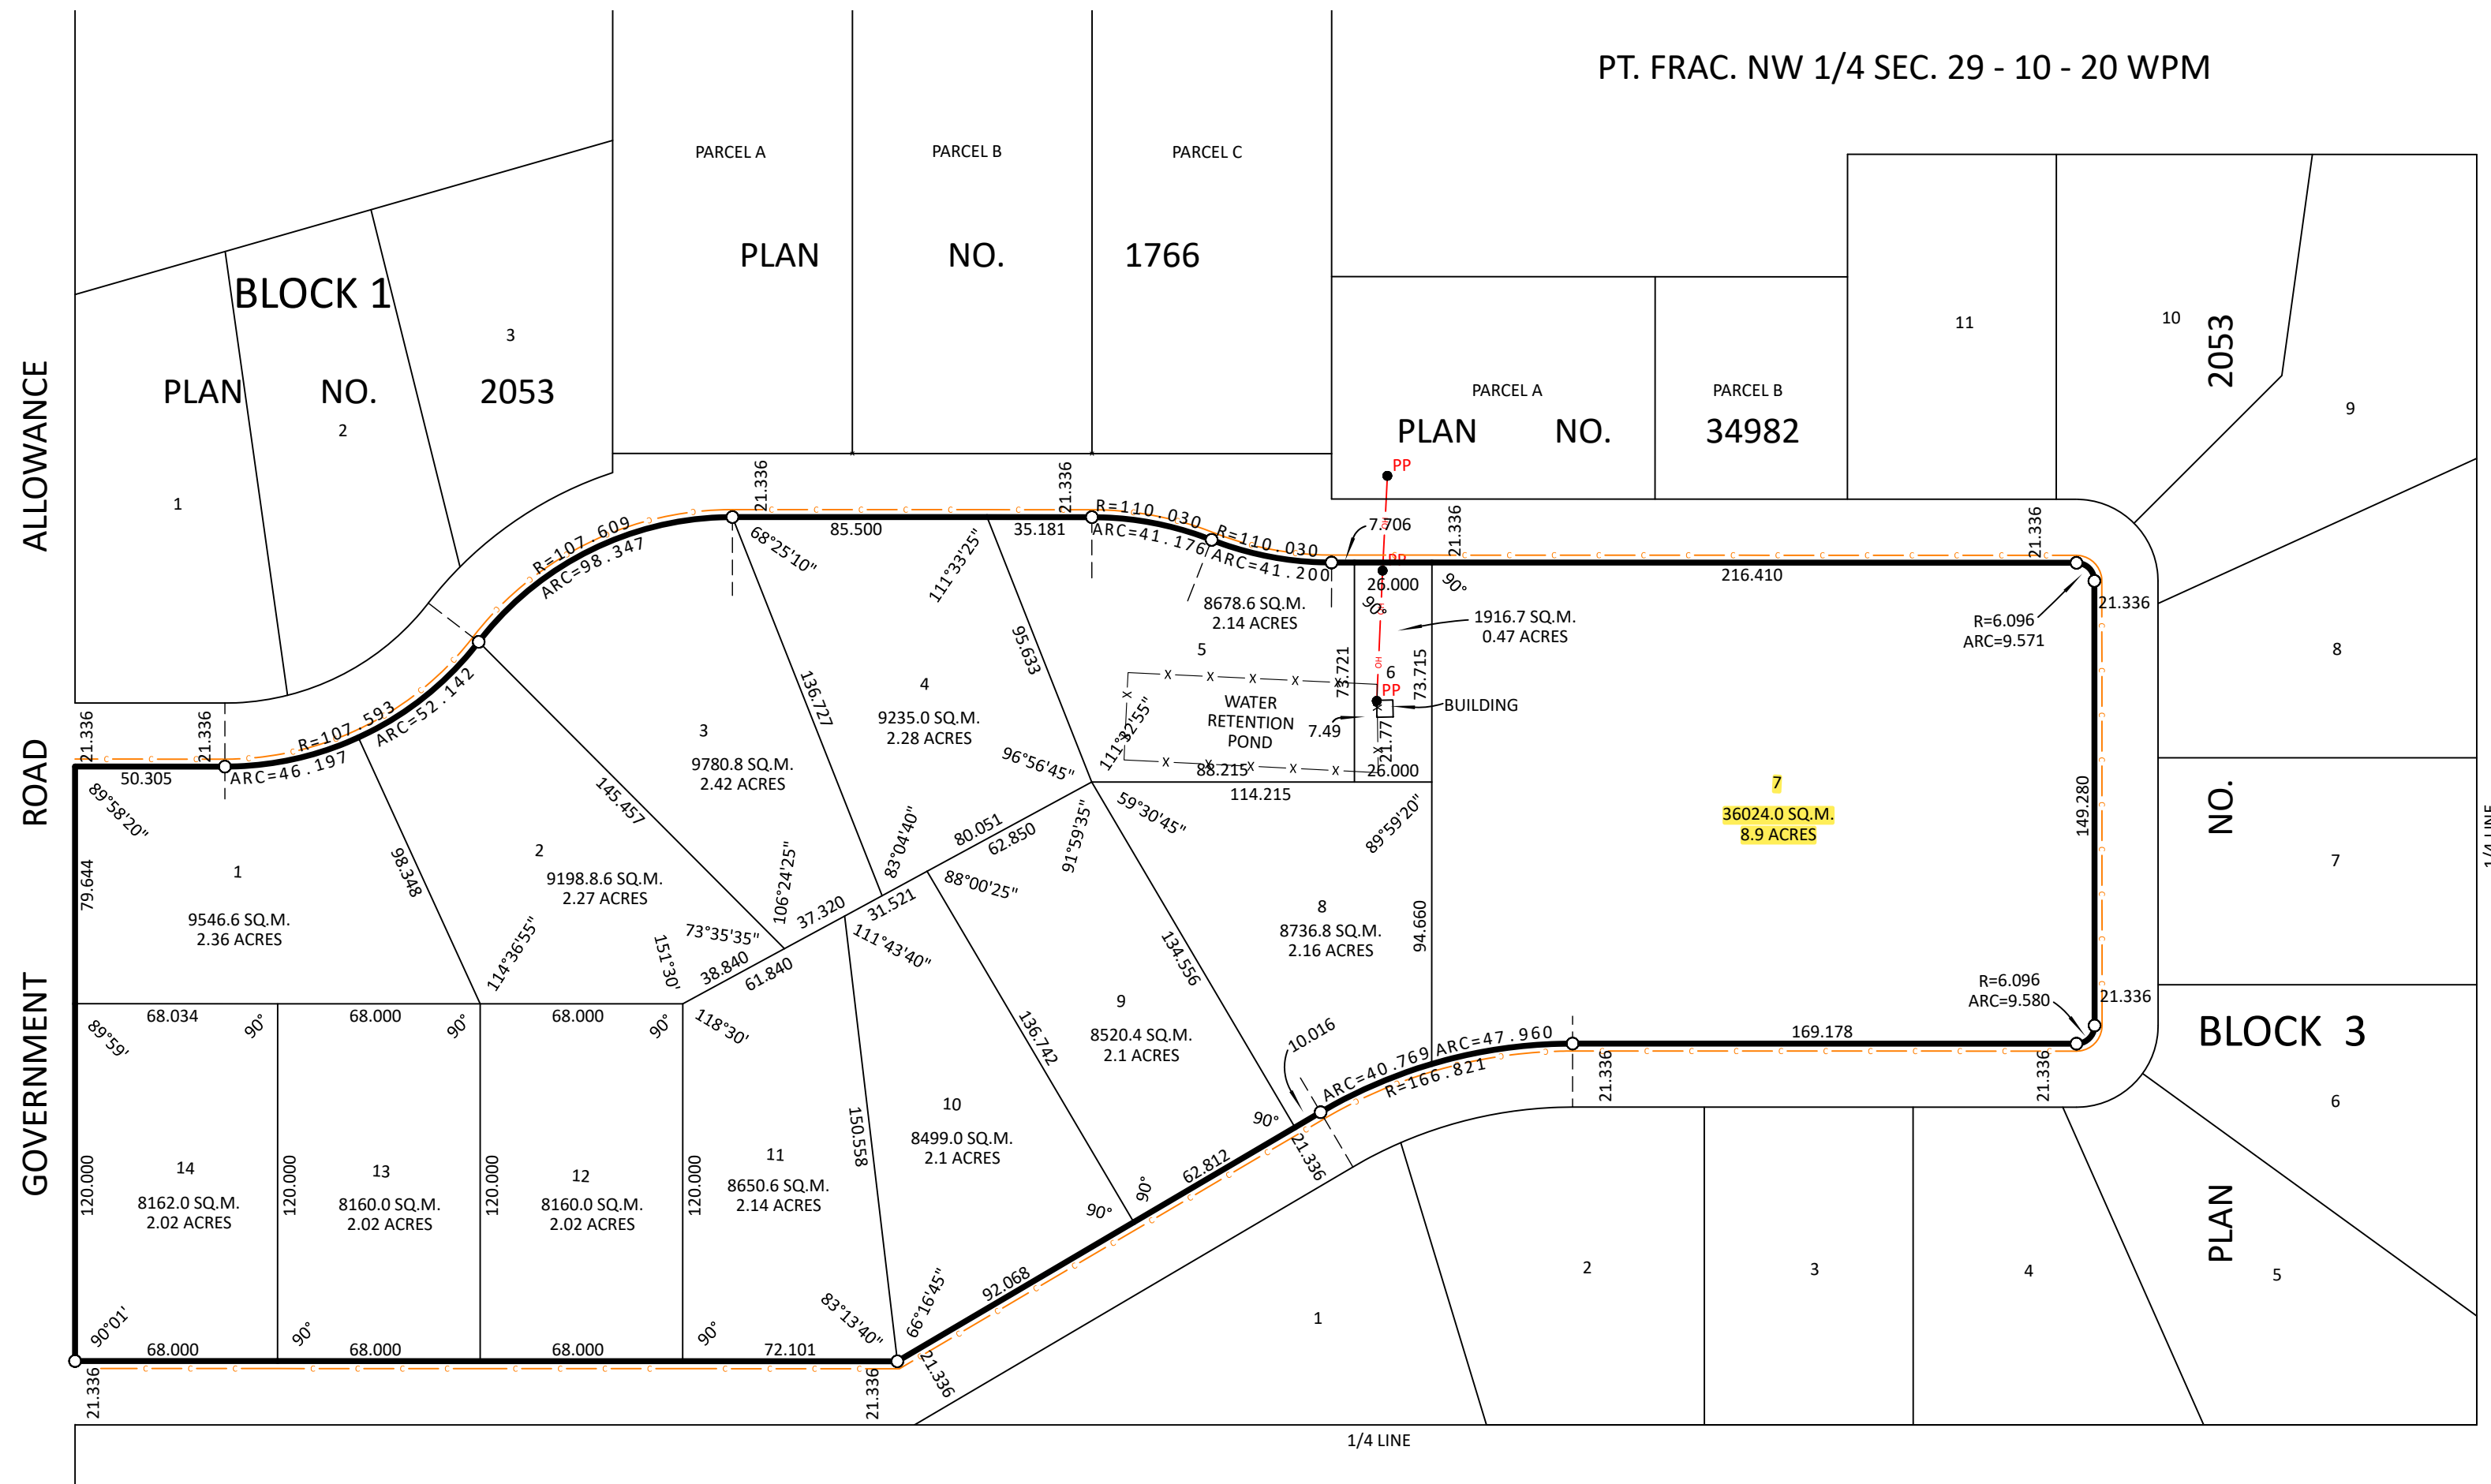 PT. FRAC. NW 1/4 SEC. 29 - 10 - 20 WPM
PARCEL A
PARCEL B
PARCEL C
PLAN NO. 1766
BLOCK 1
PLAN NO. 2053
1
2
3
PARCEL A
PARCEL B
PLAN NO. 34982
11
10
9
8
7
6
5
4
3
2
1
BLOCK 3
PLAN NO. 2053
1/4 LINE
1/4 LINE
GOVERNMENT ROAD ALLOWANCE
21.336
21.336
50.305
89°58'20"
79.644
R=107.593
ARC=46.197
ARC=52.142
R=107.609
ARC=98.347
21.336
85.500
35.181
21.336
68°25'10"
111°33'25"
R=110.030
ARC=41.176
R=110.030
ARC=41.200
7.706
PP
HO
PP
HO
HO
PP
26.000
90°
90°
21.336
216.410
21.336
21.336
R=6.096
ARC=9.571
149.280
R=6.096
ARC=9.580
21.336
21.336
169.178
21.336
1
9546.6 SQ.M.
2.36 ACRES
98.348
2
9198.8.6 SQ.M.
2.27 ACRES
114°36'55"
151°30'
73°35'35"
106°24'25"
145.457
3
9780.8 SQ.M.
2.42 ACRES
136.727
4
9235.0 SQ.M.
2.28 ACRES
95.633
96°56'45"
83°04'40"
111°32'55"
5
8678.6 SQ.M.
2.14 ACRES
WATER
RETENTION
POND
7.49
21.77
88.215
73.721
6
1916.7 SQ.M.
0.47 ACRES
73.715
BUILDING
26.000
114.215
59°30'45"
89°59'20"
91°59'35"
7
36024.0 SQ.M.
8.9 ACRES
8
8736.8 SQ.M.
2.16 ACRES
94.660
134.556
80.051
62.850
37.320
31.521
38.840
61.840
88°00'25"
111°43'40"
118°30'
9
8520.4 SQ.M.
2.1 ACRES
136.742
10
8499.0 SQ.M.
2.1 ACRES
150.558
11
8650.6 SQ.M.
2.14 ACRES
10.016
ARC=40.769
ARC=47.960
R=166.821
90°
90°
90°
21.336
62.812
92.068
66°16'45"
83°13'40"
21.336
21.336
68.034
68.000
68.000
89°59'
90°
90°
90°
120.000
120.000
120.000
120.000
14
8162.0 SQ.M.
2.02 ACRES
13
8160.0 SQ.M.
2.02 ACRES
12
8160.0 SQ.M.
2.02 ACRES
90°01'
90°
90°
68.000
68.000
68.000
72.101
21.336